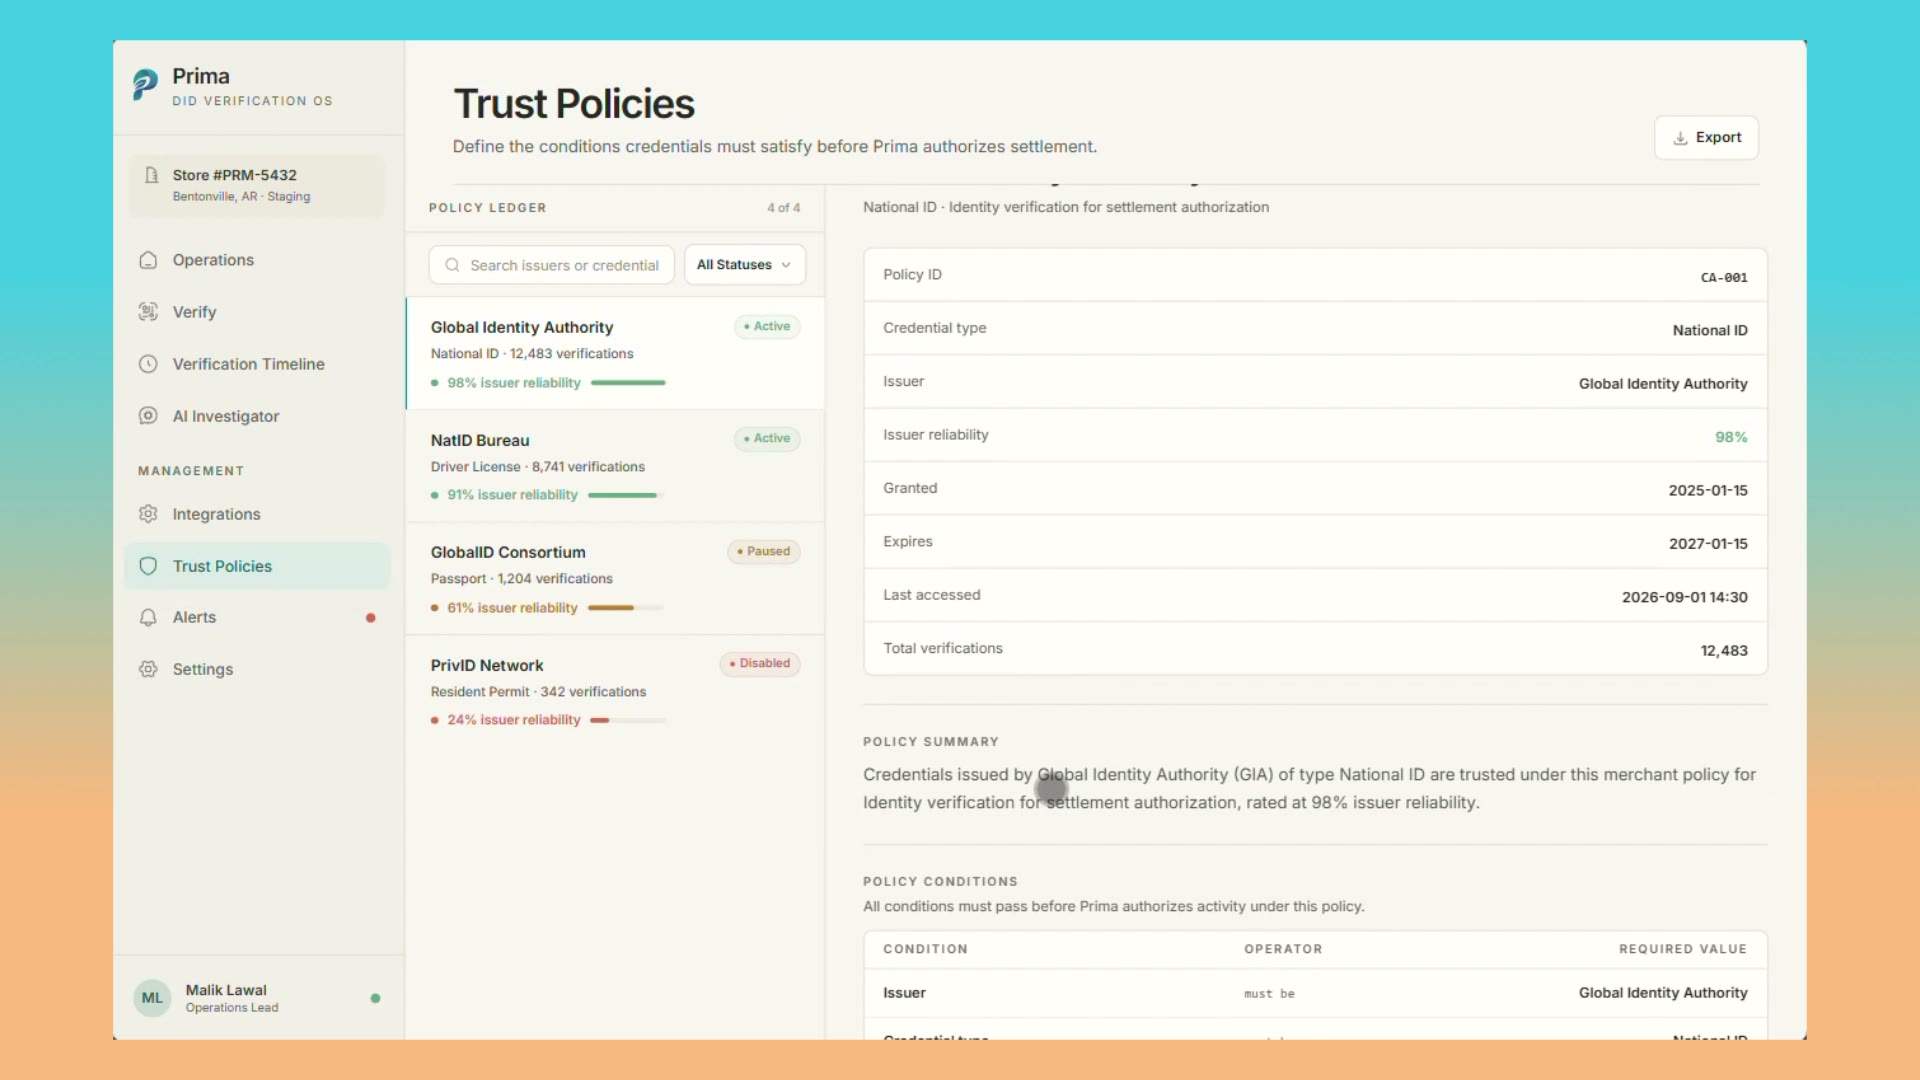 Prima
DID VERIFICATION OS
Store #PRM-5432
Bentonville, AR · Staging
Operations
Verify
Verification Timeline
AI Investigator
MANAGEMENT
Integrations
Trust Policies
Alerts
Settings
ML
Malik Lawal
Operations Lead
Trust Policies
Define the conditions credentials must satisfy before Prima authorizes settlement.
Export
POLICY LEDGER
4 of 4
Search issuers or credential
All Statuses
Global Identity Authority
Active
National ID · 12,483 verifications
98% issuer reliability
NatID Bureau
Active
Driver License · 8,741 verifications
91% issuer reliability
GlobalID Consortium
Paused
Passport · 1,204 verifications
61% issuer reliability
PrivID Network
Disabled
Resident Permit · 342 verifications
24% issuer reliability
National ID · Identity verification for settlement authorization
Policy ID
CA-001
Credential type
National ID
Issuer
Global Identity Authority
Issuer reliability
98%
Granted
2025-01-15
Expires
2027-01-15
Last accessed
2026-09-01 14:30
Total verifications
12,483
POLICY SUMMARY
Credentials issued by Global Identity Authority (GIA) of type National ID are trusted under this merchant policy for
Identity verification for settlement authorization, rated at 98% issuer reliability.
POLICY CONDITIONS
All conditions must pass before Prima authorizes activity under this policy.
CONDITION OPERATOR REQUIRED VALUE
Issuer must be Global Identity Authority
Credential type National ID